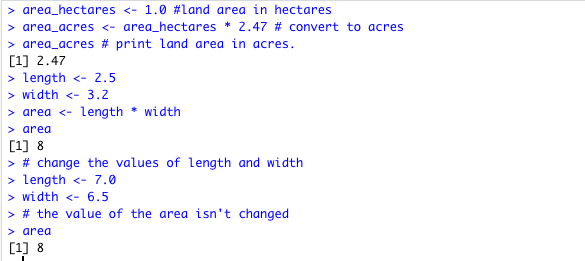 > area_hectares <- 1.0 #land area in hectares
> area_acres <- area_hectares * 2.47 # convert to acres
> area_acres # print land area in acres.
[1] 2.47
> length <- 2.5
> width <- 3.2
> area <- length * width
> area
[1] 8
> # change the values of length and width
> length <- 7.0
> width <- 6.5
> # the value of the area isn't changed
> area
[1] 8